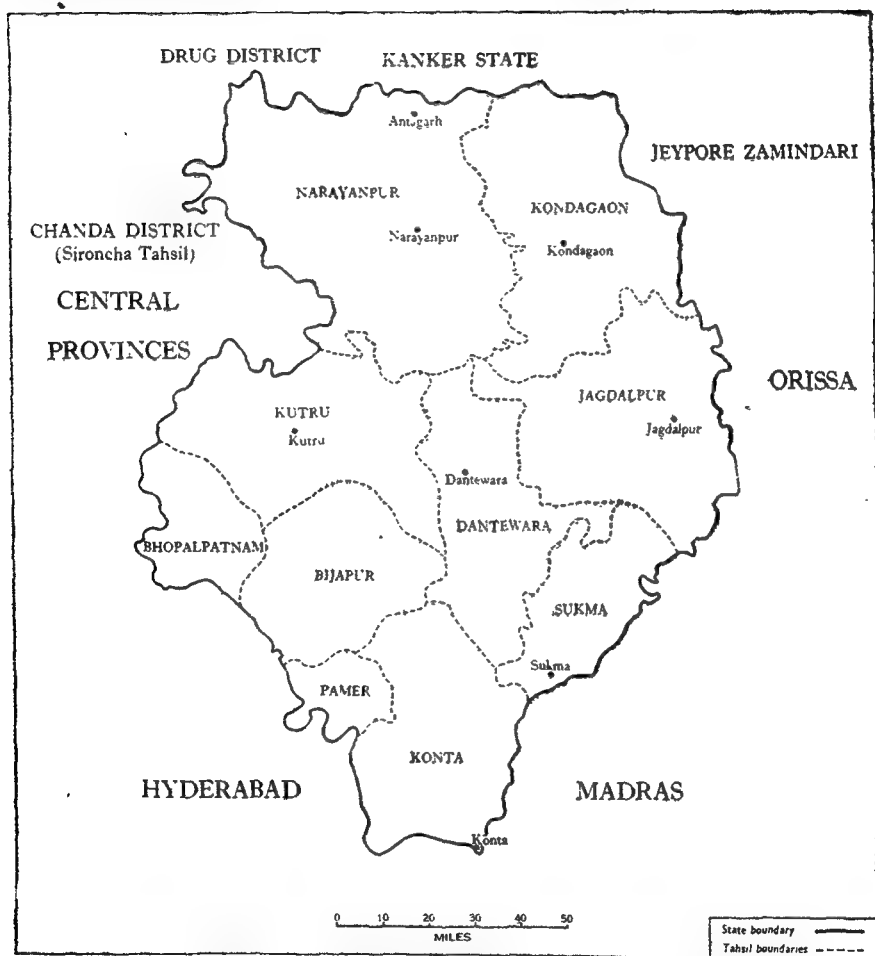 DRUG DISTRICT
KANKER STATE
Antagarh
JEYPORE ZAMINDARI
NARAYANPUR
KONDAGAON
CHANDA DISTRICT
(Sironcha Tahsil)
Narayanpur
Kondagaon
CENTRAL
PROVINCES
ORISSA
JAGDALPUR
KUTRU
Kutru
Jagdalpur
Dantewara
DANTEWARA
BHOPALPATNAM
BIJAPUR
SUKMA
Sukma
PAMER
KONTA
HYDERABAD
MADRAS
Konta
0 10 20 30 40 50
MILES
State boundary
Tahsil boundaries